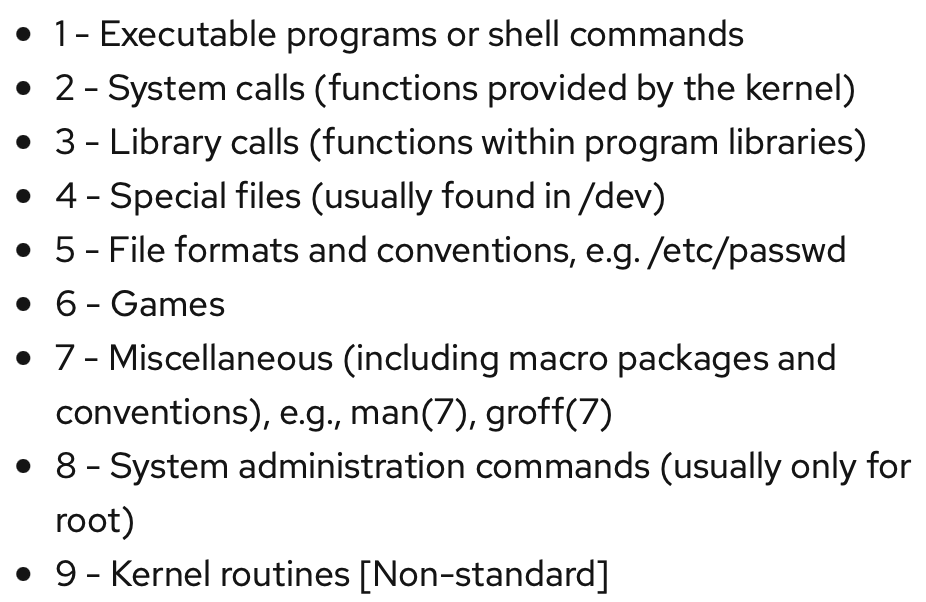 • 1 – Executable programs or shell commands
• 2 – System calls (functions provided by the kernel)
• 3 – Library calls (functions within program libraries)
• 4 – Special files (usually found in /dev)
• 5 – File formats and conventions, e.g. /etc/passwd
• 6 – Games
• 7 – Miscellaneous (including macro packages and
conventions), e.g., man(7), groff(7)
• 8 – System administration commands (usually only for
root)
• 9 – Kernel routines [Non-standard]